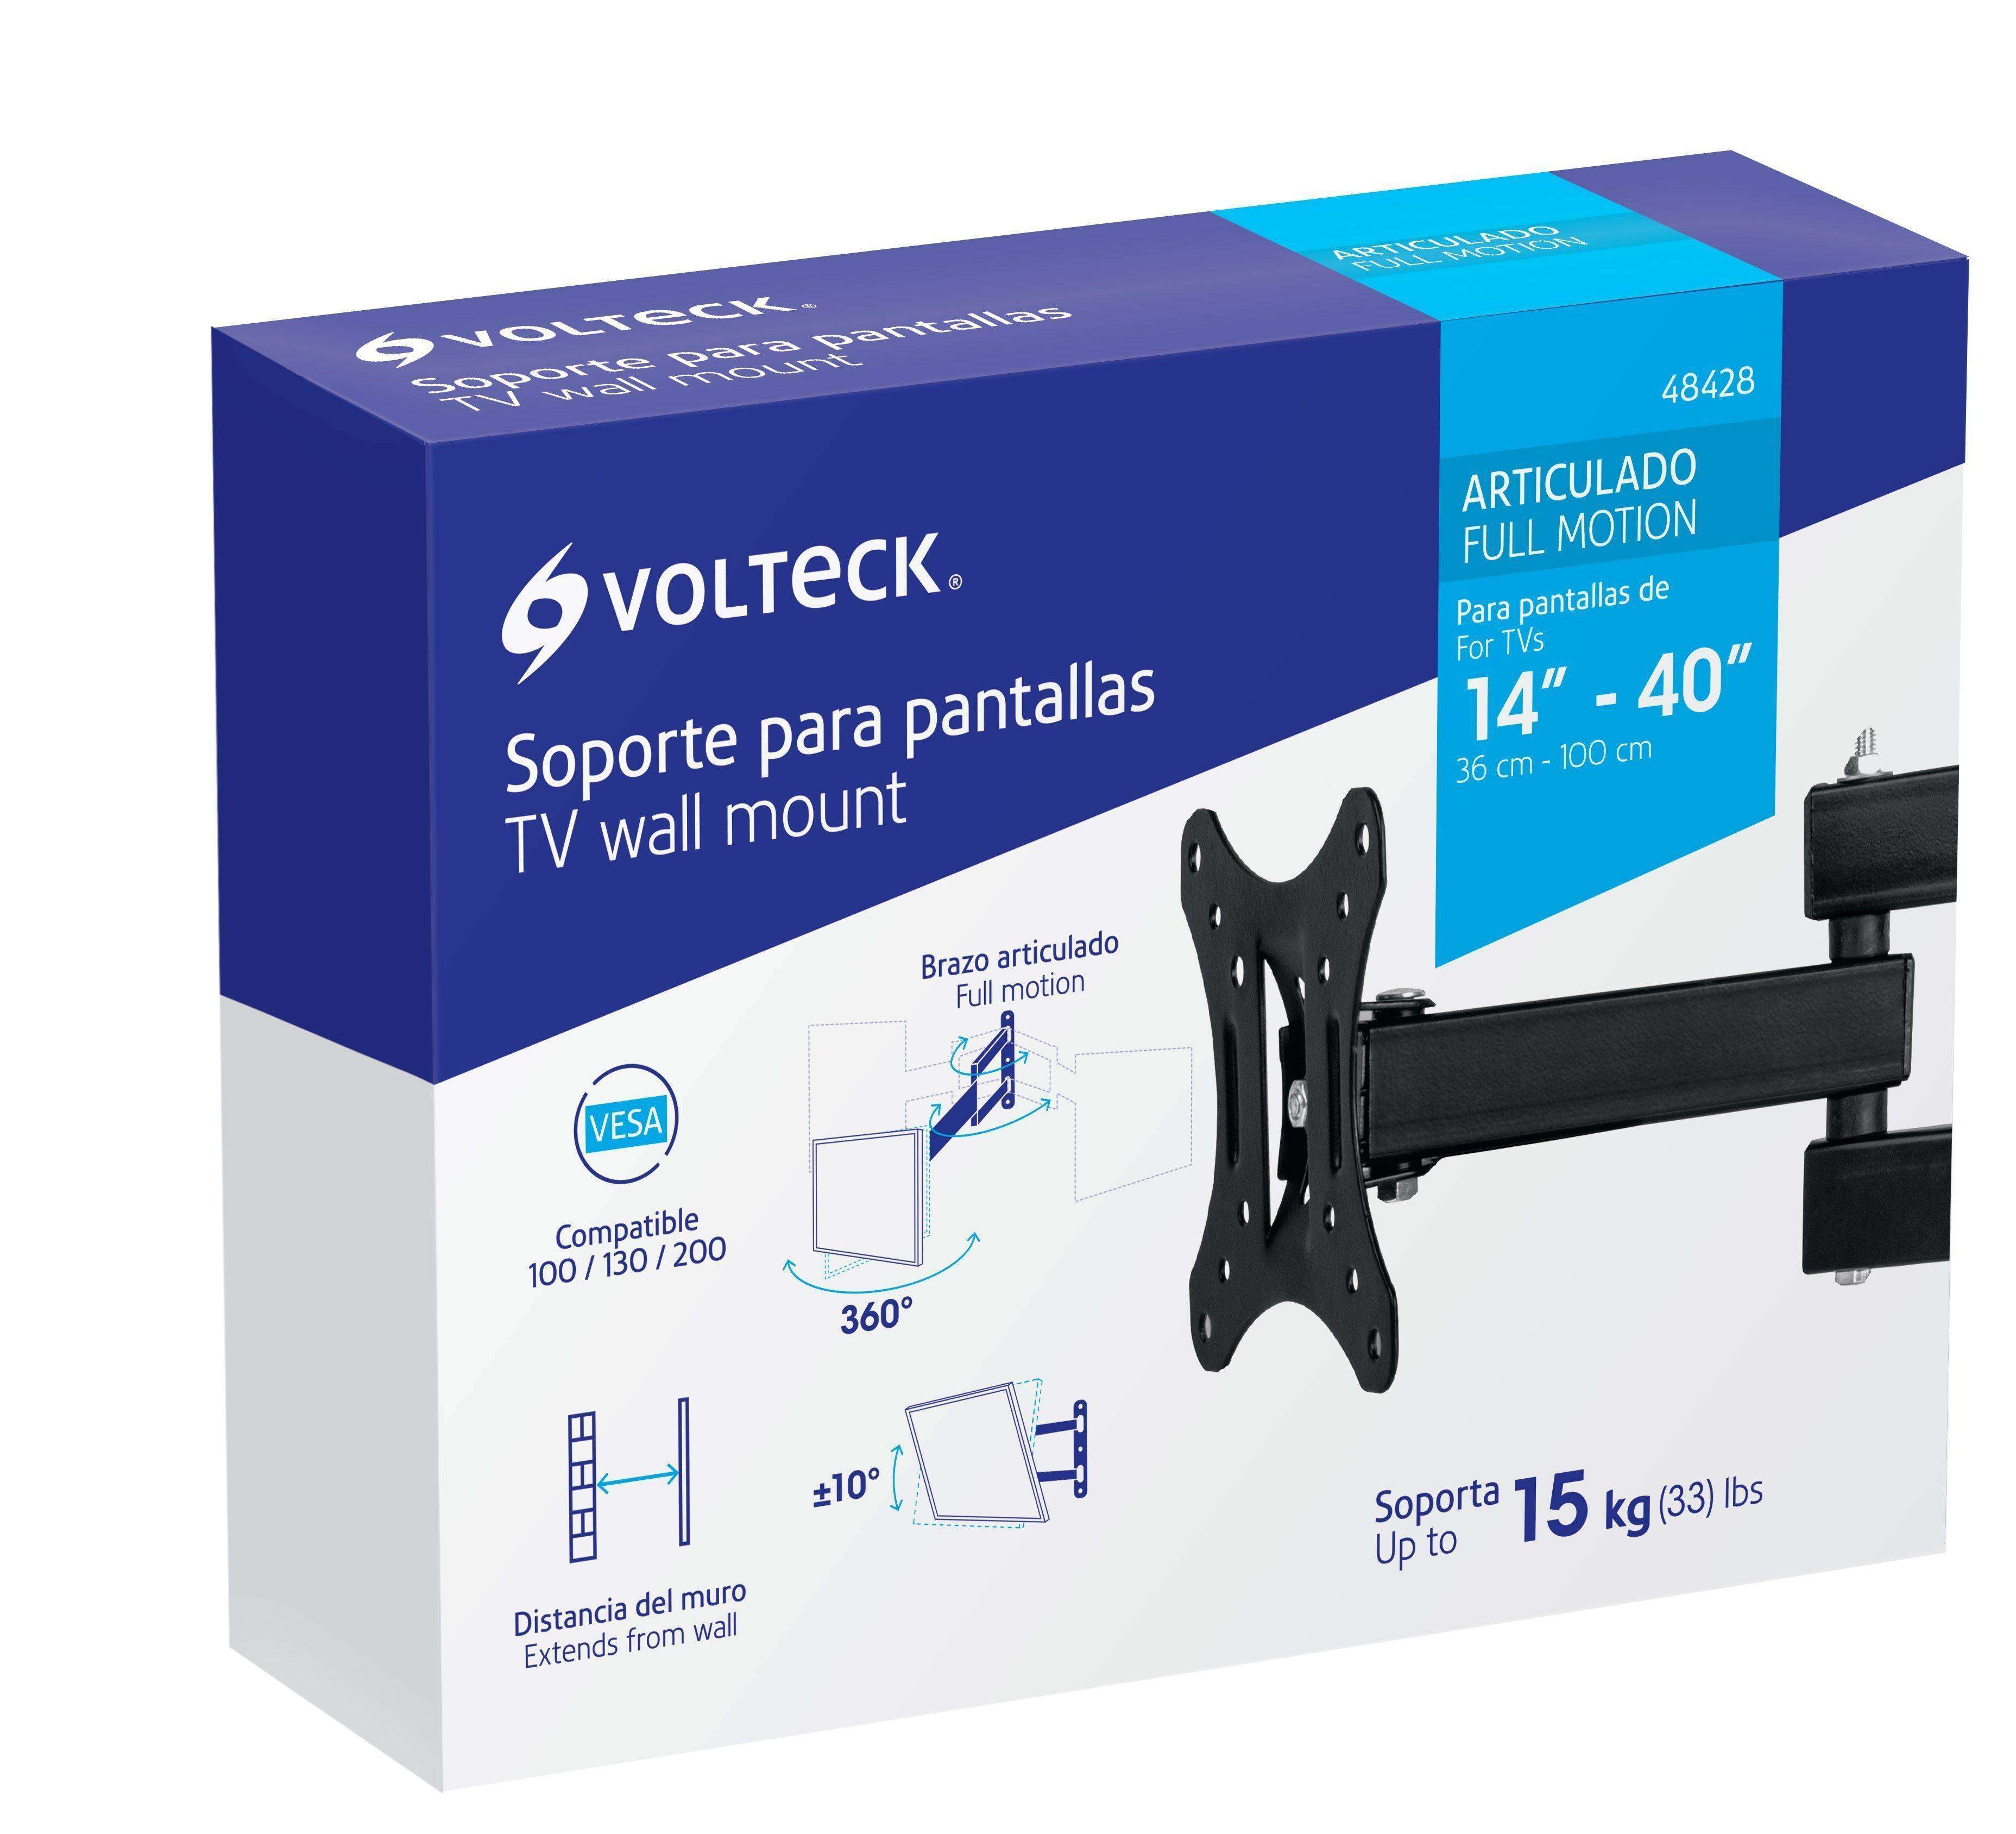 VOLTECK®
Soporte para pantallas
TV wall mount
ARTICULADO
FULL MOTION
48428
ARTICULADO
FULL MOTION
Para pantallas de
For TVs
14” - 40”
36 cm - 100 cm
VOLTECK®
Soporte para pantallas
TV wall mount
Brazo articulado
Full motion
360°
VESA
Compatible
100 / 130 / 200
±10°
Distancia del muro
Extends from wall
Soporta
Up to
15 kg (33) lbs